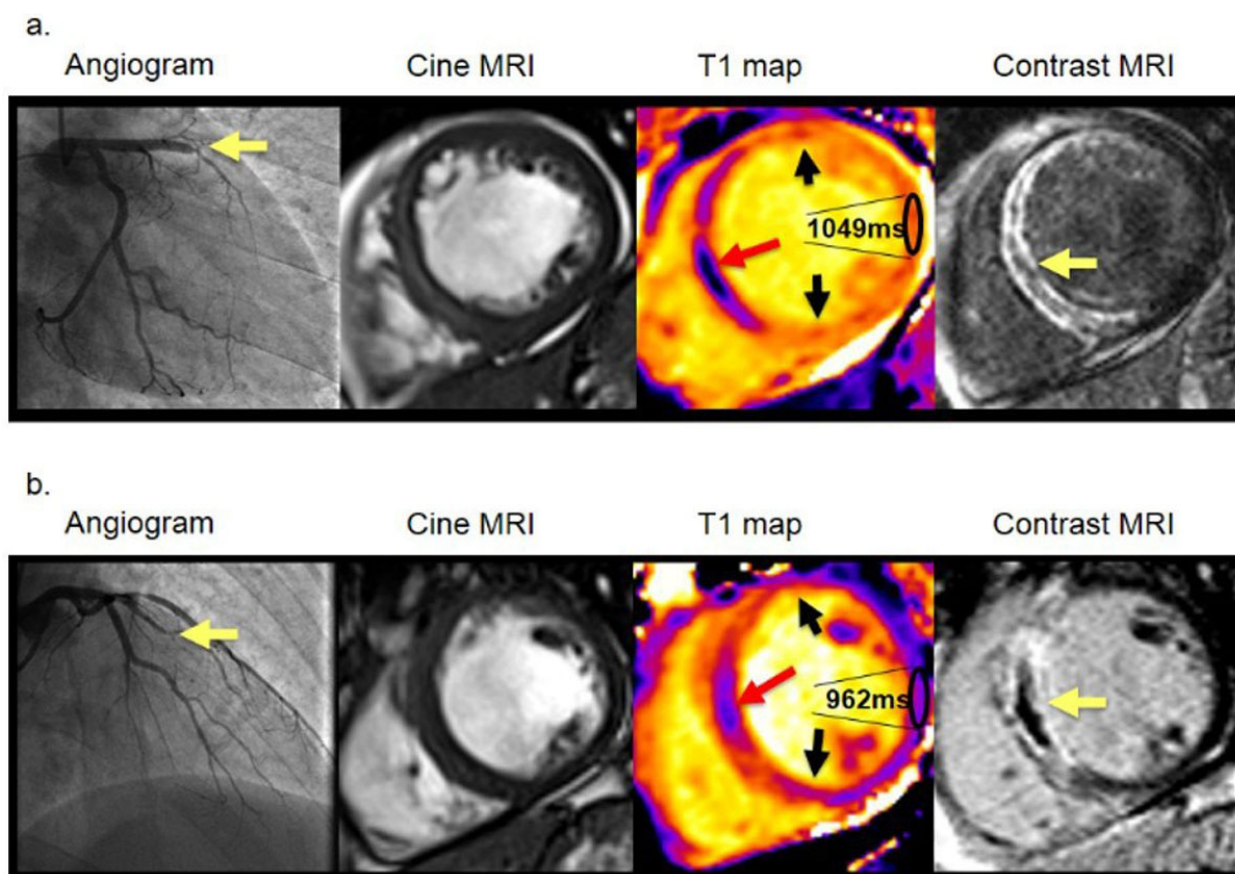 a.
Angiogram Cine MRI T1 map Contrast MRI
1049ms
b.
Angiogram Cine MRI T1 map Contrast MRI
962ms